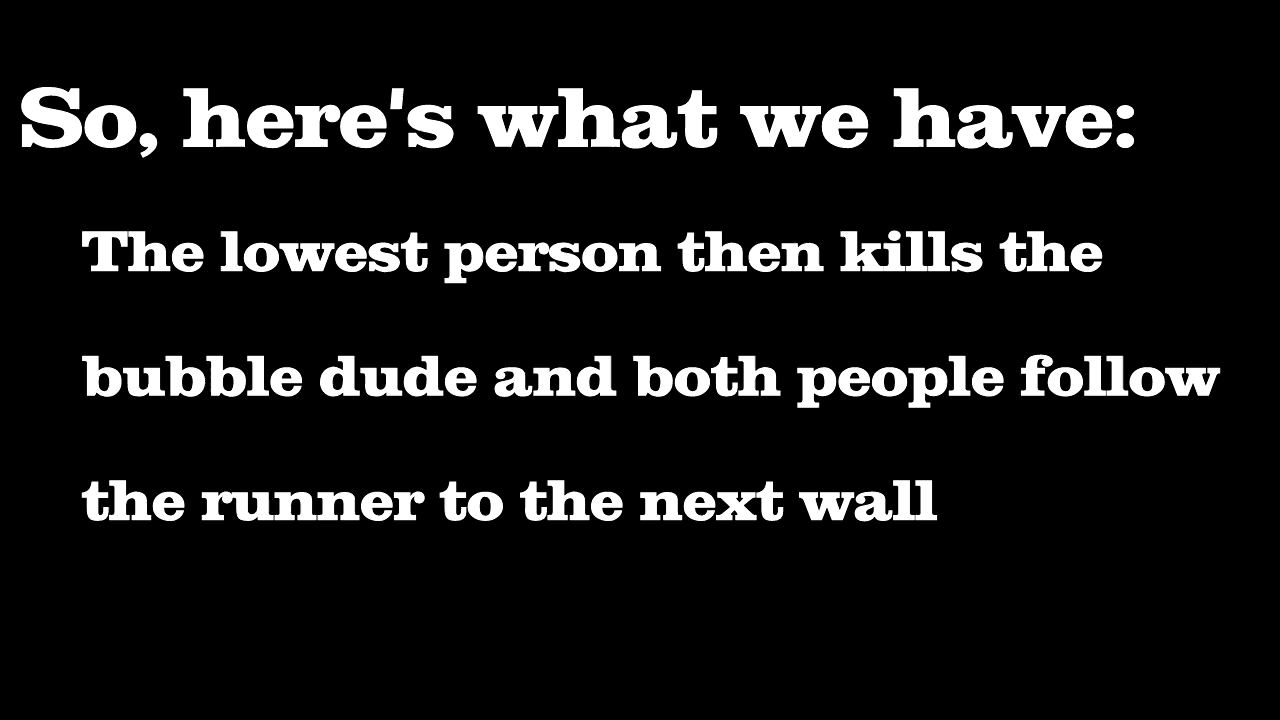 So, here's what we have:
The lowest person then kills the
bubble dude and both people follow
the runner to the next wall